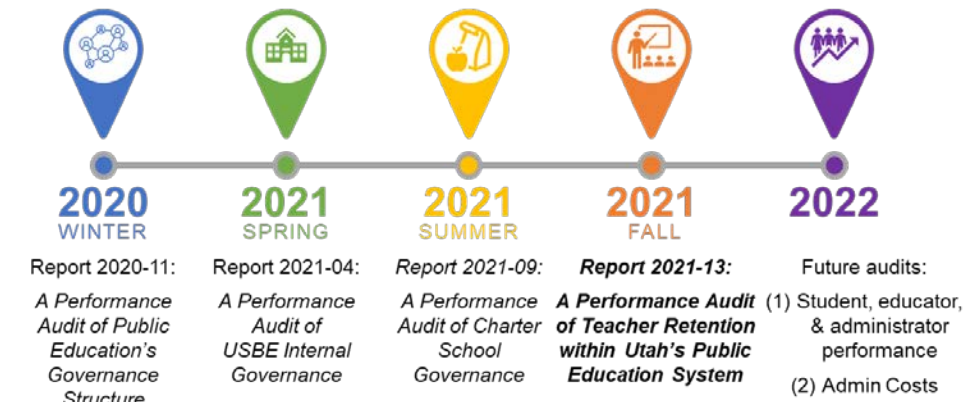 2020
WINTER
Report 2020-11:
A Performance
Audit of Public
Education's
Governance
Structure
2021
SPRING
Report 2021-04:
A Performance
Audit of
USBE Internal
Governance
2021
SUMMER
Report 2021-09:
A Performance
Audit of Charter
School
Governance
2021
FALL
Report 2021-13:
A Performance Audit
of Teacher Retention
within Utah's Public
Education System
2022
Future audits:
(1) Student, educator,
& administrator
performance
(2) Admin Costs